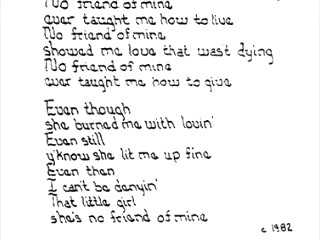 No friend of mine
ever taught me how to live
No friend of mine
showed me love that wast dying
No friend of mine
ever taught me how to give
Even though
she burned me with lovin'
Even still
y'know she lit me up fine
Even then
I can't be denyin'
That little girl
she's no friend of mine
c 1982